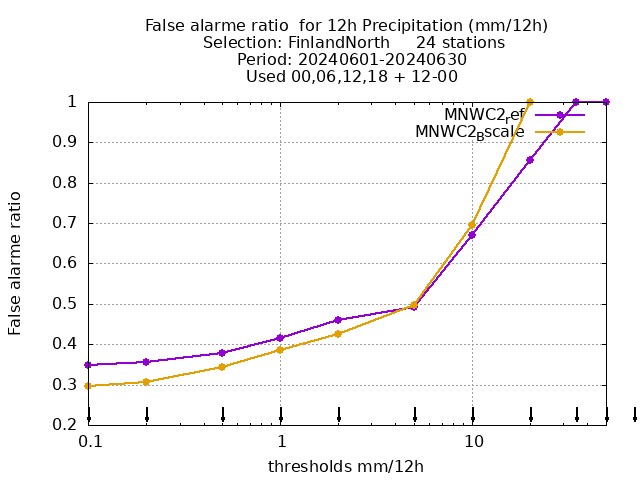 False alarme ratio  for 12h Precipitation (mm/12h)
Selection: FinlandNorth     24 stations
Period: 20240601-20240630
Used 00,06,12,18 + 12-00
MNWC2ref
MNWC2Bscale
1
0.9
0.8
0.7
0.6
0.5
0.4
0.3
0.2
False alarme ratio
0.1 1 10
thresholds mm/12h